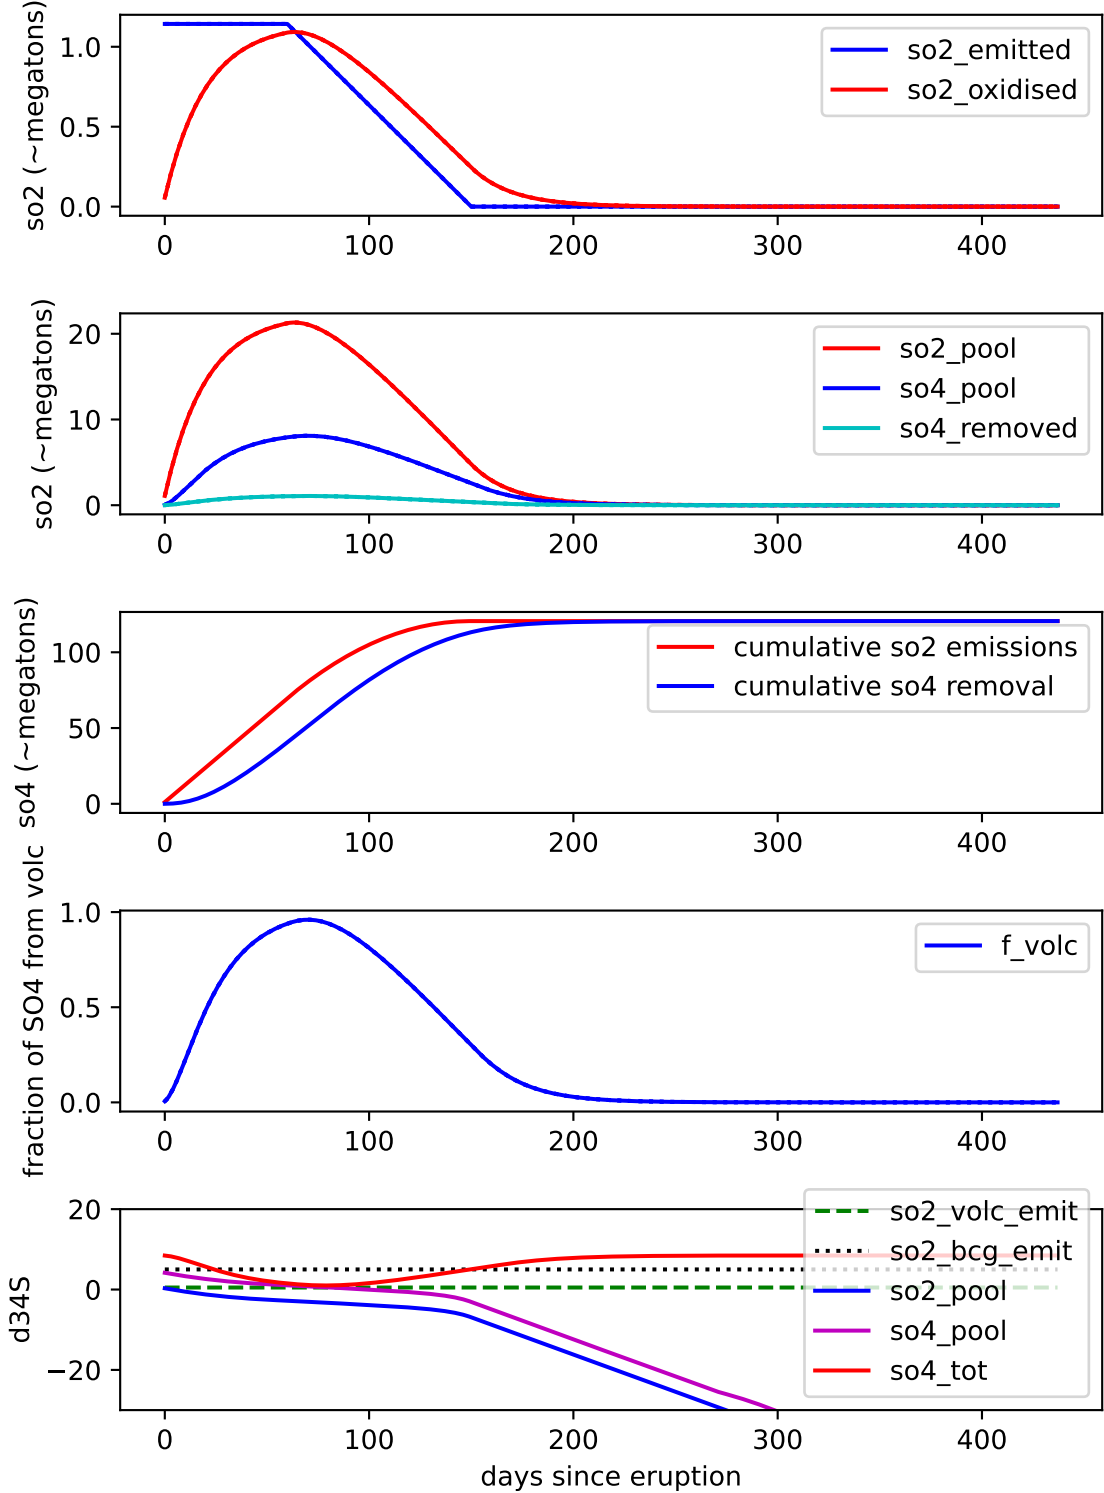 so2 (~megatons)
1.0
0.5
0.0
so2_emitted
so2_oxidised
0 100 200 300 400
so2 (~megatons)
20
10
0
so2_pool
so4_pool
so4_removed
0 100 200 300 400
so4 (~megatons)
100
50
0
cumulative so2 emissions
cumulative so4 removal
0 100 200 300 400
fraction of SO4 from volc
1.0
0.5
0.0
f_volc
0 100 200 300 400
d34S
20
0
−20
so2_volc_emit
so2_bcg_emit
so2_pool
so4_pool
so4_tot
0 100 200 300 400
days since eruption